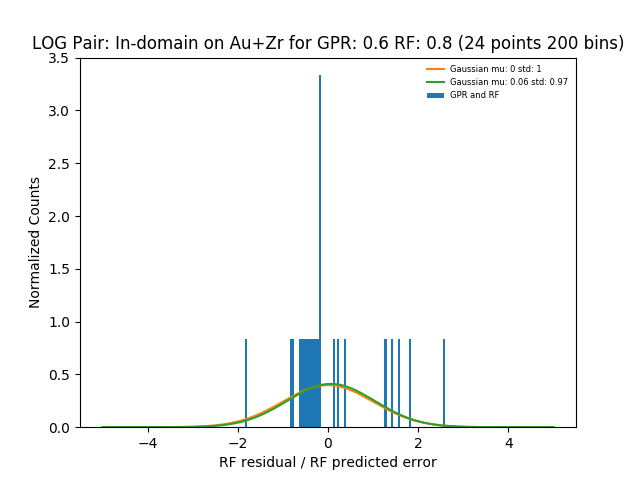 LOG Pair: In-domain on Au+Zr for GPR: 0.6 RF: 0.8 (24 points 200 bins)
Gaussian mu: 0 std: 1
Gaussian mu: 0.06 std: 0.97
GPR and RF
3.5
3.0
2.5
2.0
1.5
1.0
0.5
0.0
Normalized Counts
−4 −2 0 2 4
RF residual / RF predicted error